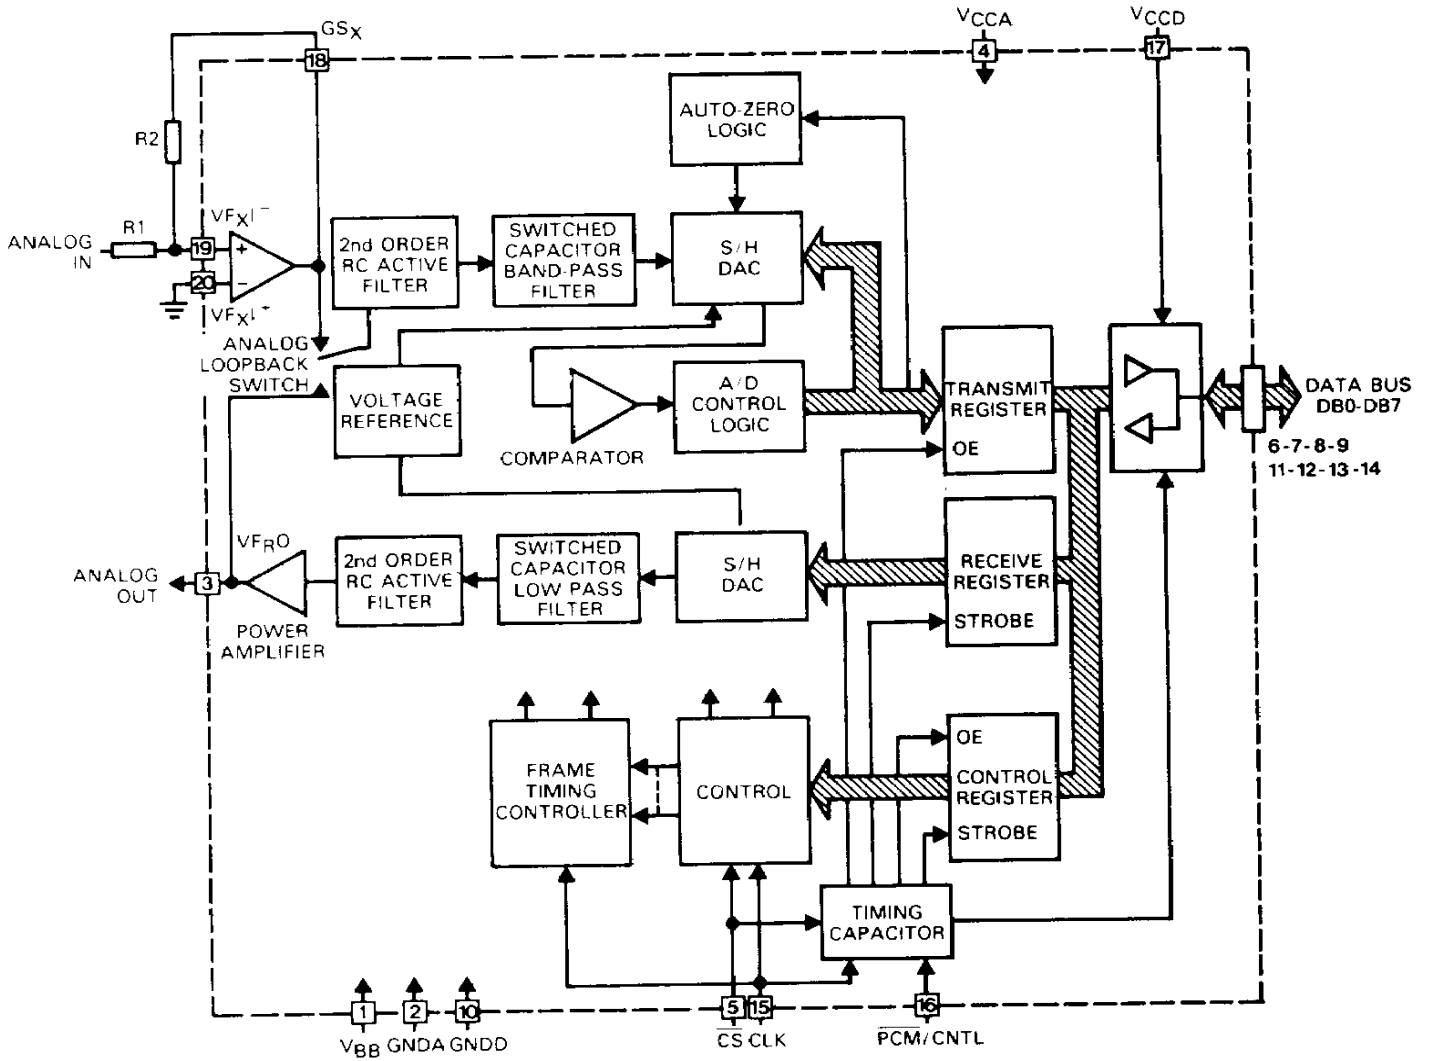 GSX
VCCA
VCCD
18
4
17
AUTO-ZERO
LOGIC
R2
R1
VFXI−
ANALOG
IN
19
+
20
−
VFXI+
2nd ORDER
RC ACTIVE
FILTER
SWITCHED
CAPACITOR
BAND-PASS
FILTER
S/H
DAC
ANALOG
LOOPBACK
SWITCH
VOLTAGE
REFERENCE
COMPARATOR
A/D
CONTROL
LOGIC
TRANSMIT
REGISTER
OE
DATA BUS
DB0-DB7
6-7-8-9
11-12-13-14
VFRO
ANALOG
OUT
3
POWER
AMPLIFIER
2nd ORDER
RC ACTIVE
FILTER
SWITCHED
CAPACITOR
LOW PASS
FILTER
S/H
DAC
RECEIVE
REGISTER
STROBE
FRAME
TIMING
CONTROLLER
CONTROL
OE
CONTROL
REGISTER
STROBE
TIMING
CAPACITOR
1
2
10
5
15
16
VBB GNDA GNDD
C̅S̅ CLK
P̅C̅M̅/CNTL